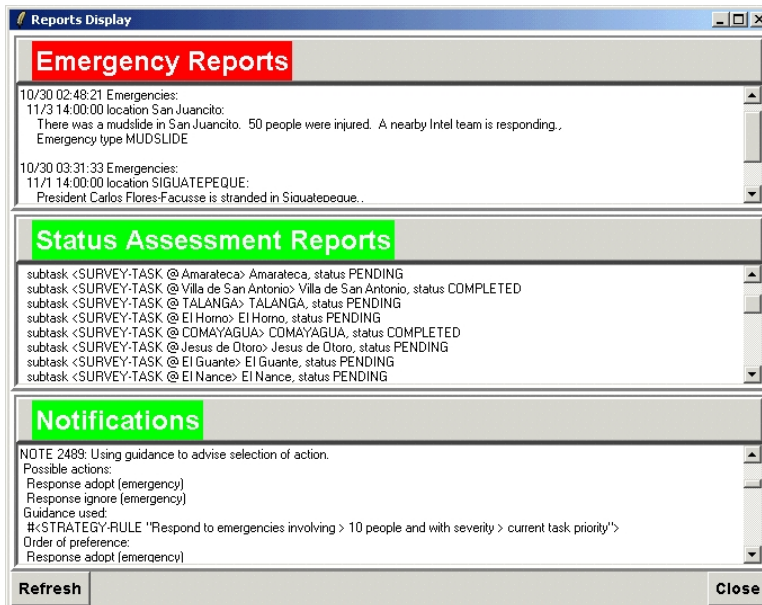 Reports Display
Emergency Reports
10/30 02:48:21 Emergencies:
11/3 14:00:00 location San Juancito:
There was a mudslide in San Juancito.  50 people were injured.  A nearby Intel team is responding.,
Emergency type MUDSLIDE
10/30 03:31:33 Emergencies:
11/1 14:00:00 location SIGUATEPEQUE:
President Carlos Flores-Facusse is stranded in Siguatepeque..
Status Assessment Reports
subtask <SURVEY-TASK @ Amarateca> Amarateca, status PENDING
subtask <SURVEY-TASK @ Villa de San Antonio> Villa de San Antonio, status COMPLETED
subtask <SURVEY-TASK @ TALANGA> TALANGA, status PENDING
subtask <SURVEY-TASK @ El Horno> El Horno, status PENDING
subtask <SURVEY-TASK @ COMAYAGUA> COMAYAGUA, status COMPLETED
subtask <SURVEY-TASK @ Jesus de Otoro> Jesus de Otoro, status PENDING
subtask <SURVEY-TASK @ El Guante> El Guante, status PENDING
subtask <SURVEY-TASK @ El Nance> El Nance, status PENDING
Notifications
NOTE 2489: Using guidance to advise selection of action.
Possible actions:
Response adopt (emergency)
Response ignore (emergency)
Guidance used:
#<STRATEGY-RULE "Respond to emergencies involving > 10 people and with severity > current task priority">
Order of preference:
Response adopt (emergency)
Refresh
Close